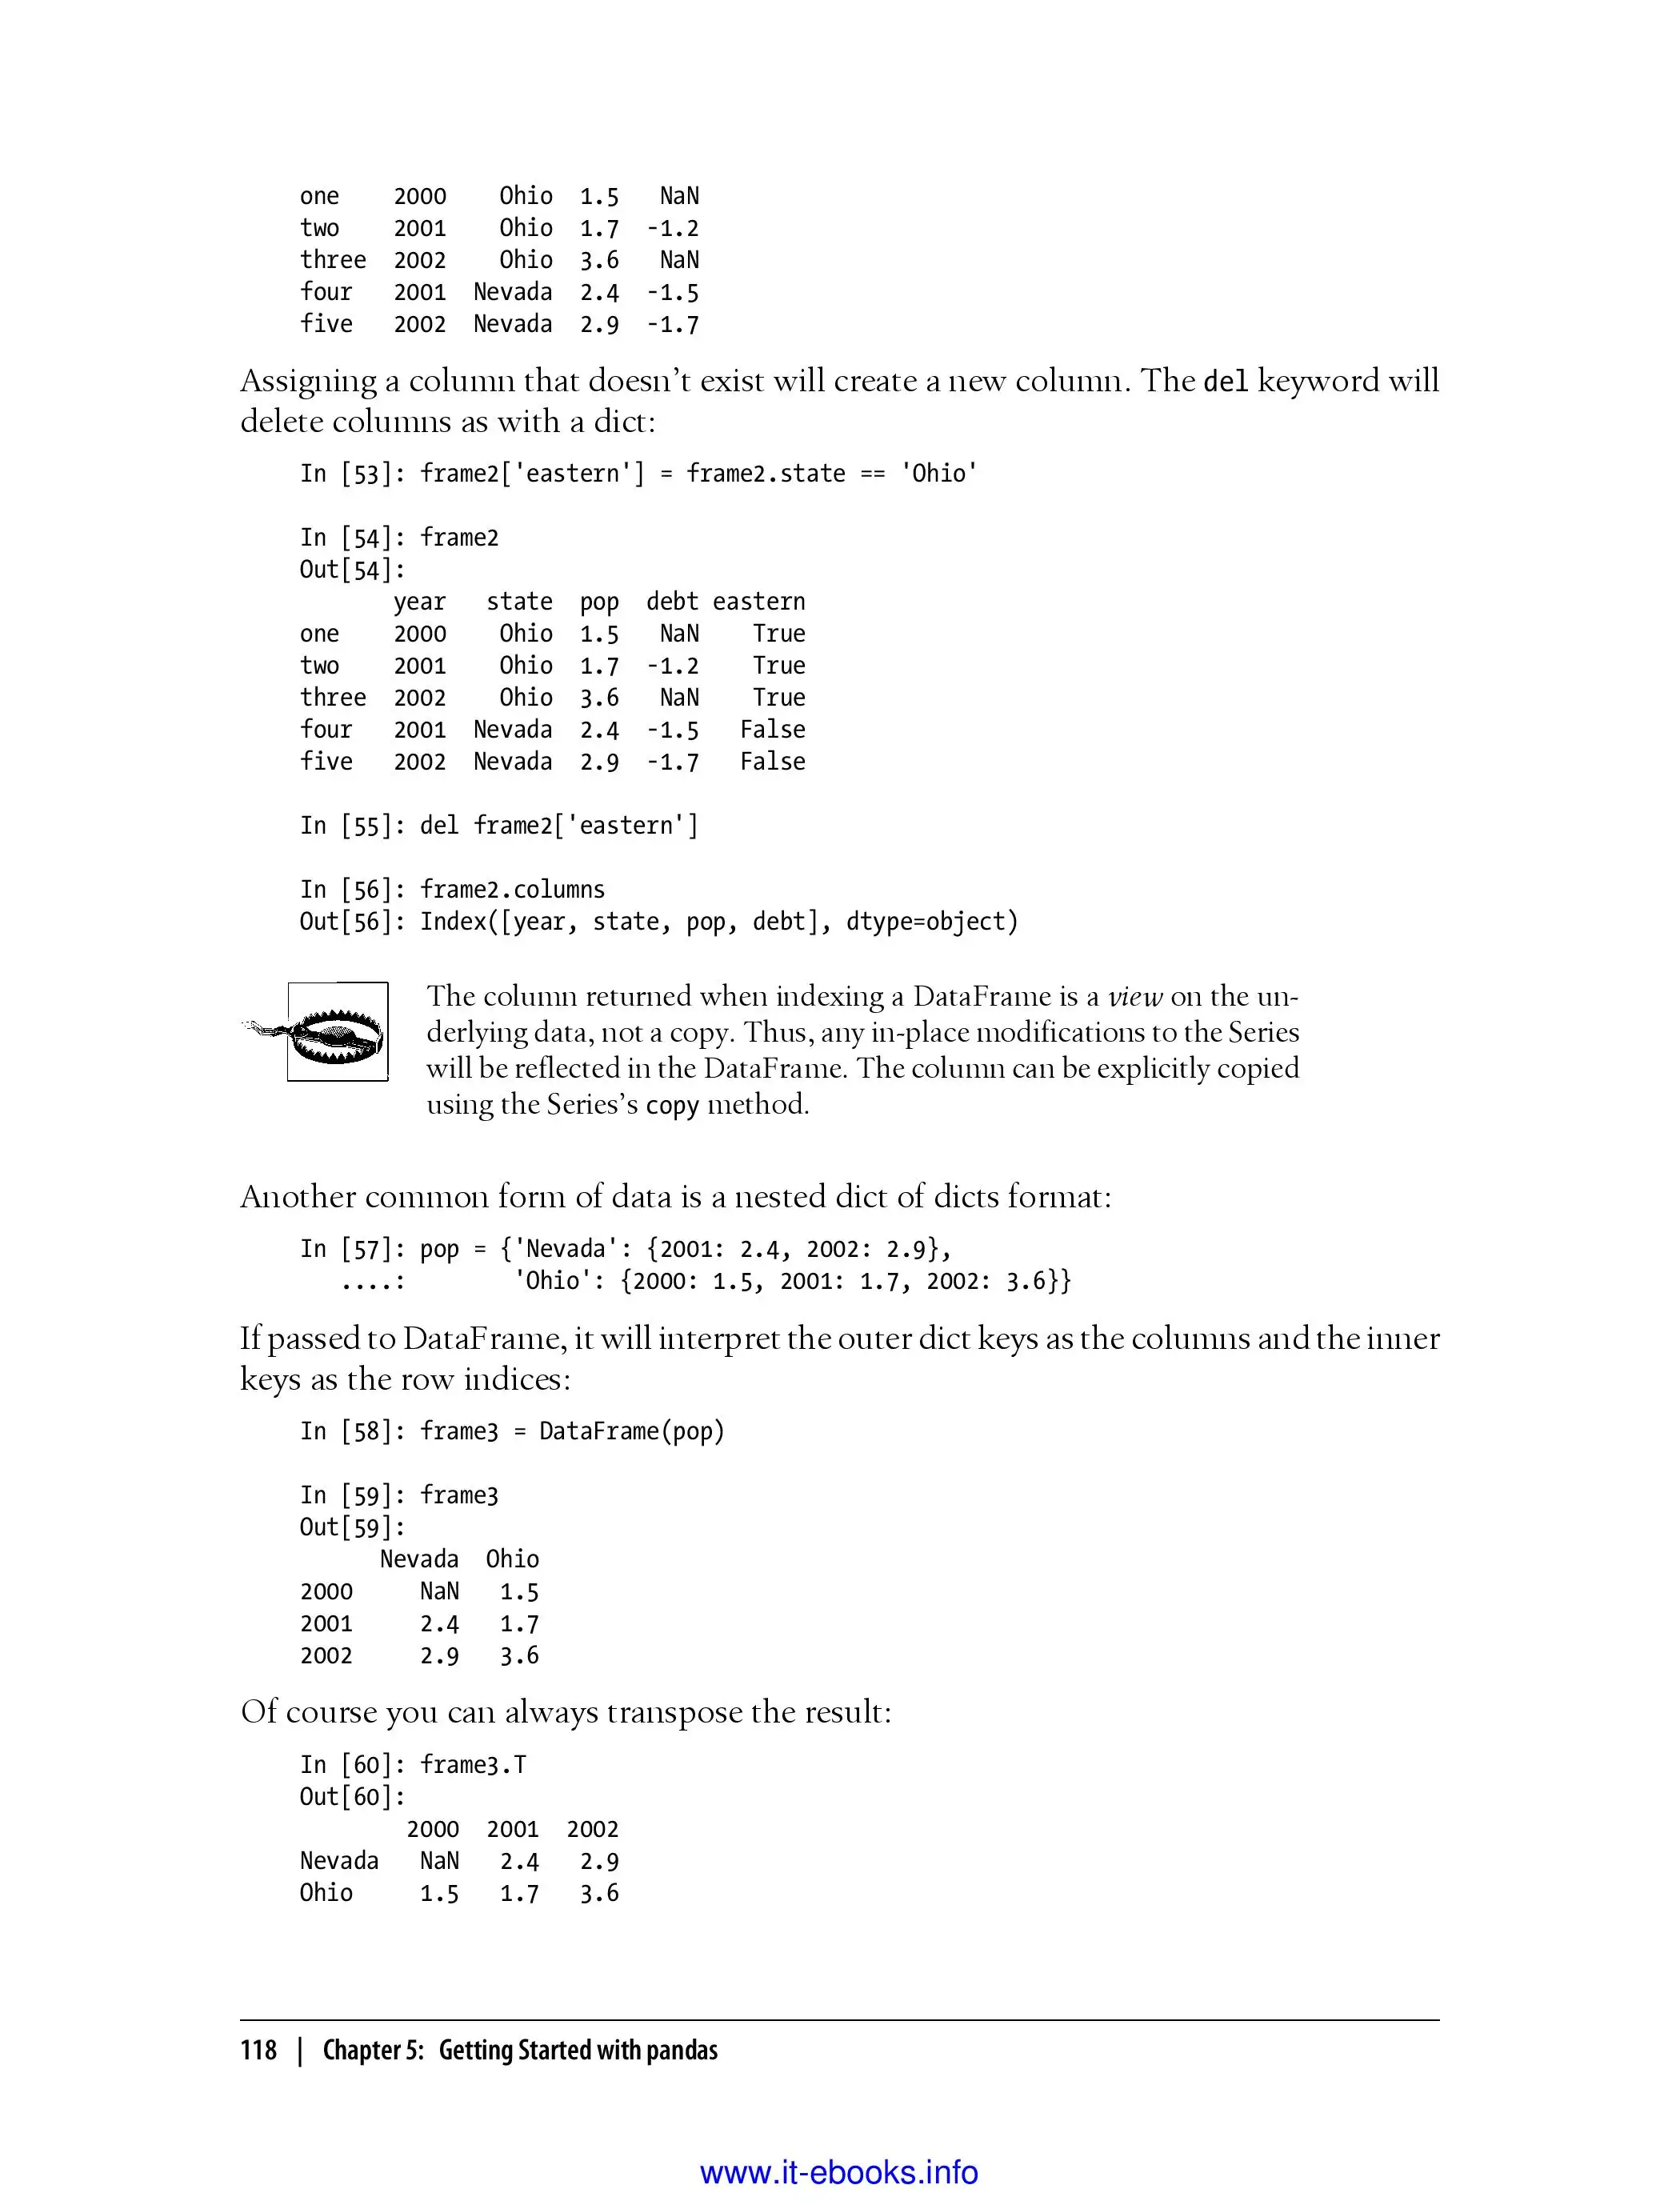 one    2000    Ohio  1.5   NaN
two    2001    Ohio  1.7  -1.2
three  2002    Ohio  3.6   NaN
four   2001  Nevada  2.4  -1.5
five   2002  Nevada  2.9  -1.7
Assigning a column that doesn’t exist will create a new column. The del keyword will
delete columns as with a dict:
In [53]: frame2['eastern'] = frame2.state == 'Ohio'
In [54]: frame2
Out[54]:
       year   state  pop  debt eastern
one    2000    Ohio  1.5   NaN    True
two    2001    Ohio  1.7  -1.2    True
three  2002    Ohio  3.6   NaN    True
four   2001  Nevada  2.4  -1.5   False
five   2002  Nevada  2.9  -1.7   False
In [55]: del frame2['eastern']
In [56]: frame2.columns
Out[56]: Index([year, state, pop, debt], dtype=object)
The column returned when indexing a DataFrame is a view on the un-
derlying data, not a copy. Thus, any in-place modifications to the Series
will be reflected in the DataFrame. The column can be explicitly copied
using the Series’s copy method.
Another common form of data is a nested dict of dicts format:
In [57]: pop = {'Nevada': {2001: 2.4, 2002: 2.9},
   ....:        'Ohio': {2000: 1.5, 2001: 1.7, 2002: 3.6}}
If passed to DataFrame, it will interpret the outer dict keys as the columns and the inner
keys as the row indices:
In [58]: frame3 = DataFrame(pop)
In [59]: frame3
Out[59]:
      Nevada  Ohio
2000     NaN   1.5
2001     2.4   1.7
2002     2.9   3.6
Of course you can always transpose the result:
In [60]: frame3.T
Out[60]:
        2000  2001  2002
Nevada   NaN   2.4   2.9
Ohio     1.5   1.7   3.6
118 | Chapter 5: Getting Started with pandas
www.it-ebooks.info